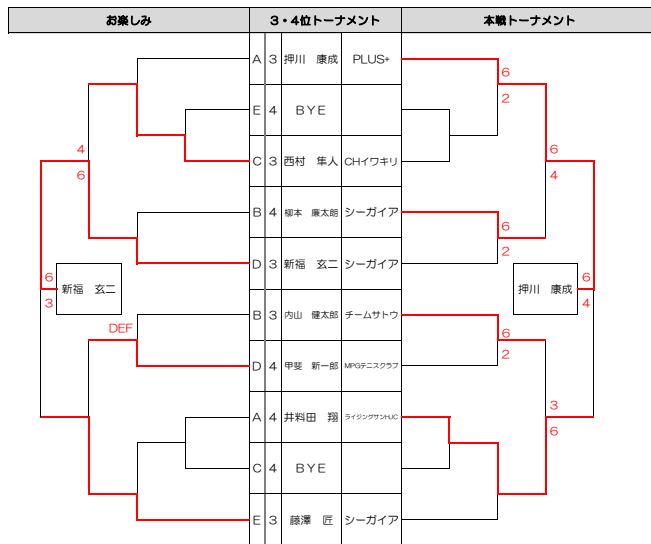 お楽しみ 3・4位トーナメント 本戦トーナメント
A 3 押川 康成 PLUS+
6
E 4 BYE
2
4 C 3 西村 隼人 CHイワキリ 6
6 4
B 4 柳本 廉太朗 シーガイア
6
2
D 3 新福 玄二 シーガイア
6 新福 玄二 押川 康成 6
3 4
B 3 内山 健太郎 チームサトウ
DEF 6
2
D 4 甲斐 新一郎 MPGテニスクラブ
3
A 4 井料田 翔 ライジングサンHJC
6
C 4 BYE
E 3 藤澤 匠 シーガイア